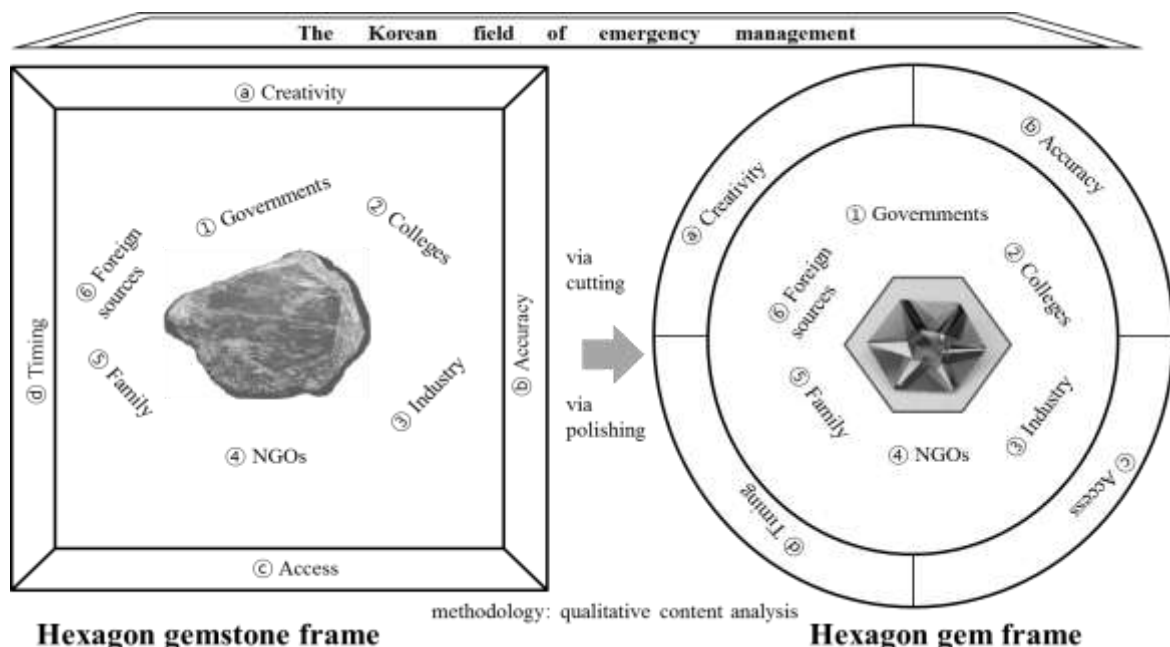 The Korean field of emergency management
ⓐ Creativity
① Governments
② Colleges
⑥ Foreign
sources
ⓓ Timing
ⓑ Accuracy
⑤ Family
③ Industry
④ NGOs
ⓒ Access
via
cutting
via
polishing
ⓐ Creativity
ⓑ Accuracy
① Governments
② Colleges
⑥ Foreign
sources
⑤ Family
③ Industry
④ NGOs
ⓓ Timing
ⓒ Access
methodology: qualitative content analysis
Hexagon gemstone frame
Hexagon gem frame